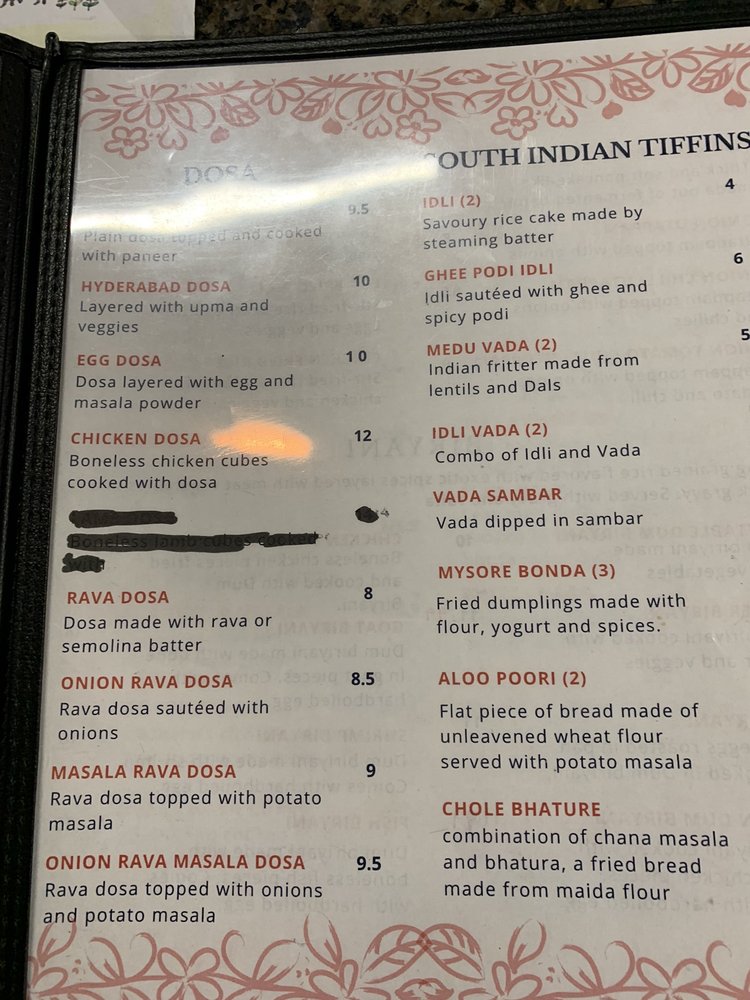 DOSA
9.5
Plain dosa topped and cooked
with paneer
HYDERABAD DOSA 10
Layered with upma and
veggies
EGG DOSA 10
Dosa layered with egg and
masala powder
CHICKEN DOSA 12
Boneless chicken cubes
cooked with dosa
Boneless lamb cubes cooked
with
RAVA DOSA 8
Dosa made with rava or
semolina batter
ONION RAVA DOSA 8.5
Rava dosa sautéed with
onions
MASALA RAVA DOSA 9
Rava dosa topped with potato
masala
ONION RAVA MASALA DOSA 9.5
Rava dosa topped with onions
and potato masala
SOUTH INDIAN TIFFINS
IDLI (2) 4
Savoury rice cake made by
steaming batter
GHEE PODI IDLI 6
Idli sautéed with ghee and
spicy podi
MEDU VADA (2) 5
Indian fritter made from
lentils and Dals
IDLI VADA (2)
Combo of Idli and Vada
VADA SAMBAR
Vada dipped in sambar
MYSORE BONDA (3)
Fried dumplings made with
flour, yogurt and spices.
ALOO POORI (2)
Flat piece of bread made of
unleavened wheat flour
served with potato masala
CHOLE BHATURE
combination of chana masala
and bhatura, a fried bread
made from maida flour